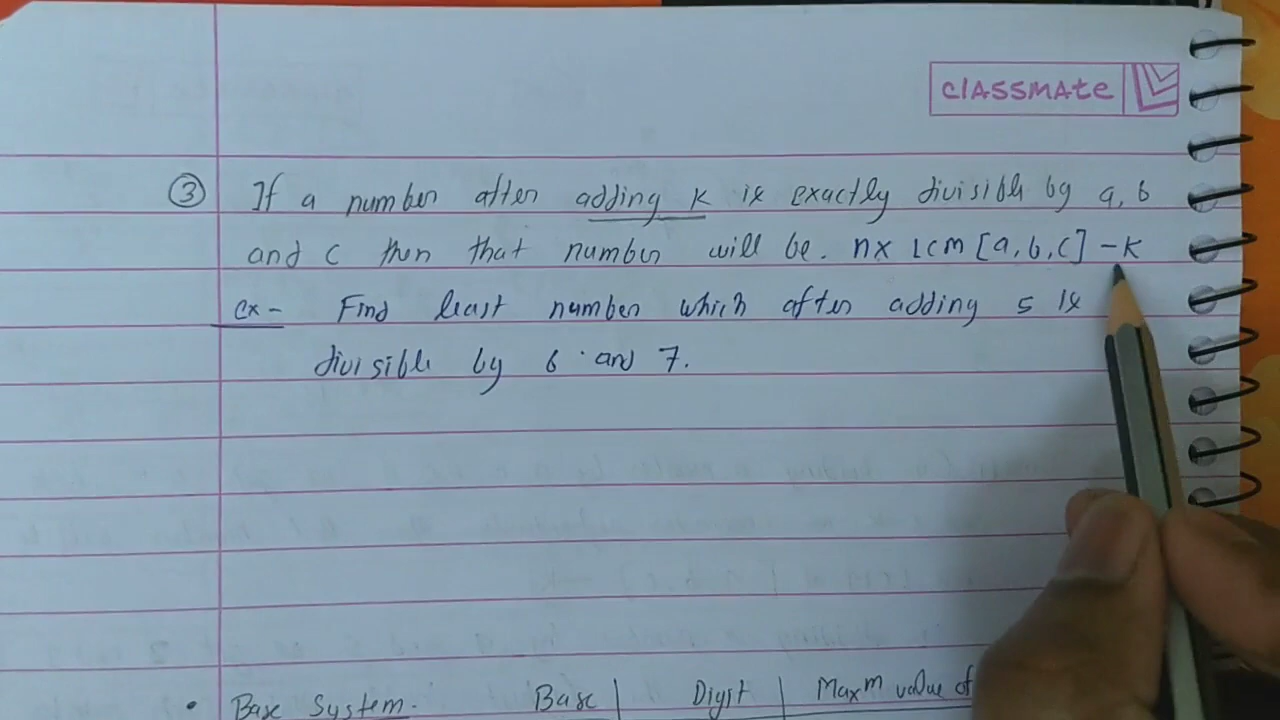 classmate
③ If a number after adding k is exactly divisible by a, b
and c then that number will be. n× lcm [a, b, c] - k
ex- Find least number which after adding 5 is
divisible by 6 and 7.
• Base System. Base | Digit | Maxm value of